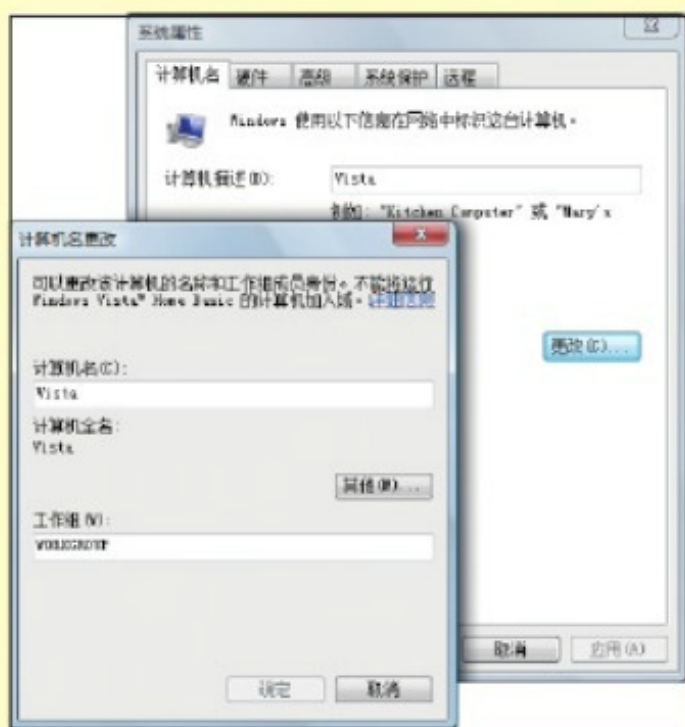 系统属性
计算机名 硬件 高级 系统保护 远程
Windows 使用以下信息在网络中标识这台计算机。
计算机描述(D):
Vista
例如: "Kitchen Computer" 或 "Mary's
更改(C)...
取消
应用(A)
计算机名更改
可以更改该计算机的名称和工作组成员身份。不能将运行
Windows Vista™ Home Basic 的计算机加入域。详细信息
计算机名(C):
Vista
计算机全名:
Vista
其他(M)...
工作组(W):
WORKGROUP
确定
取消